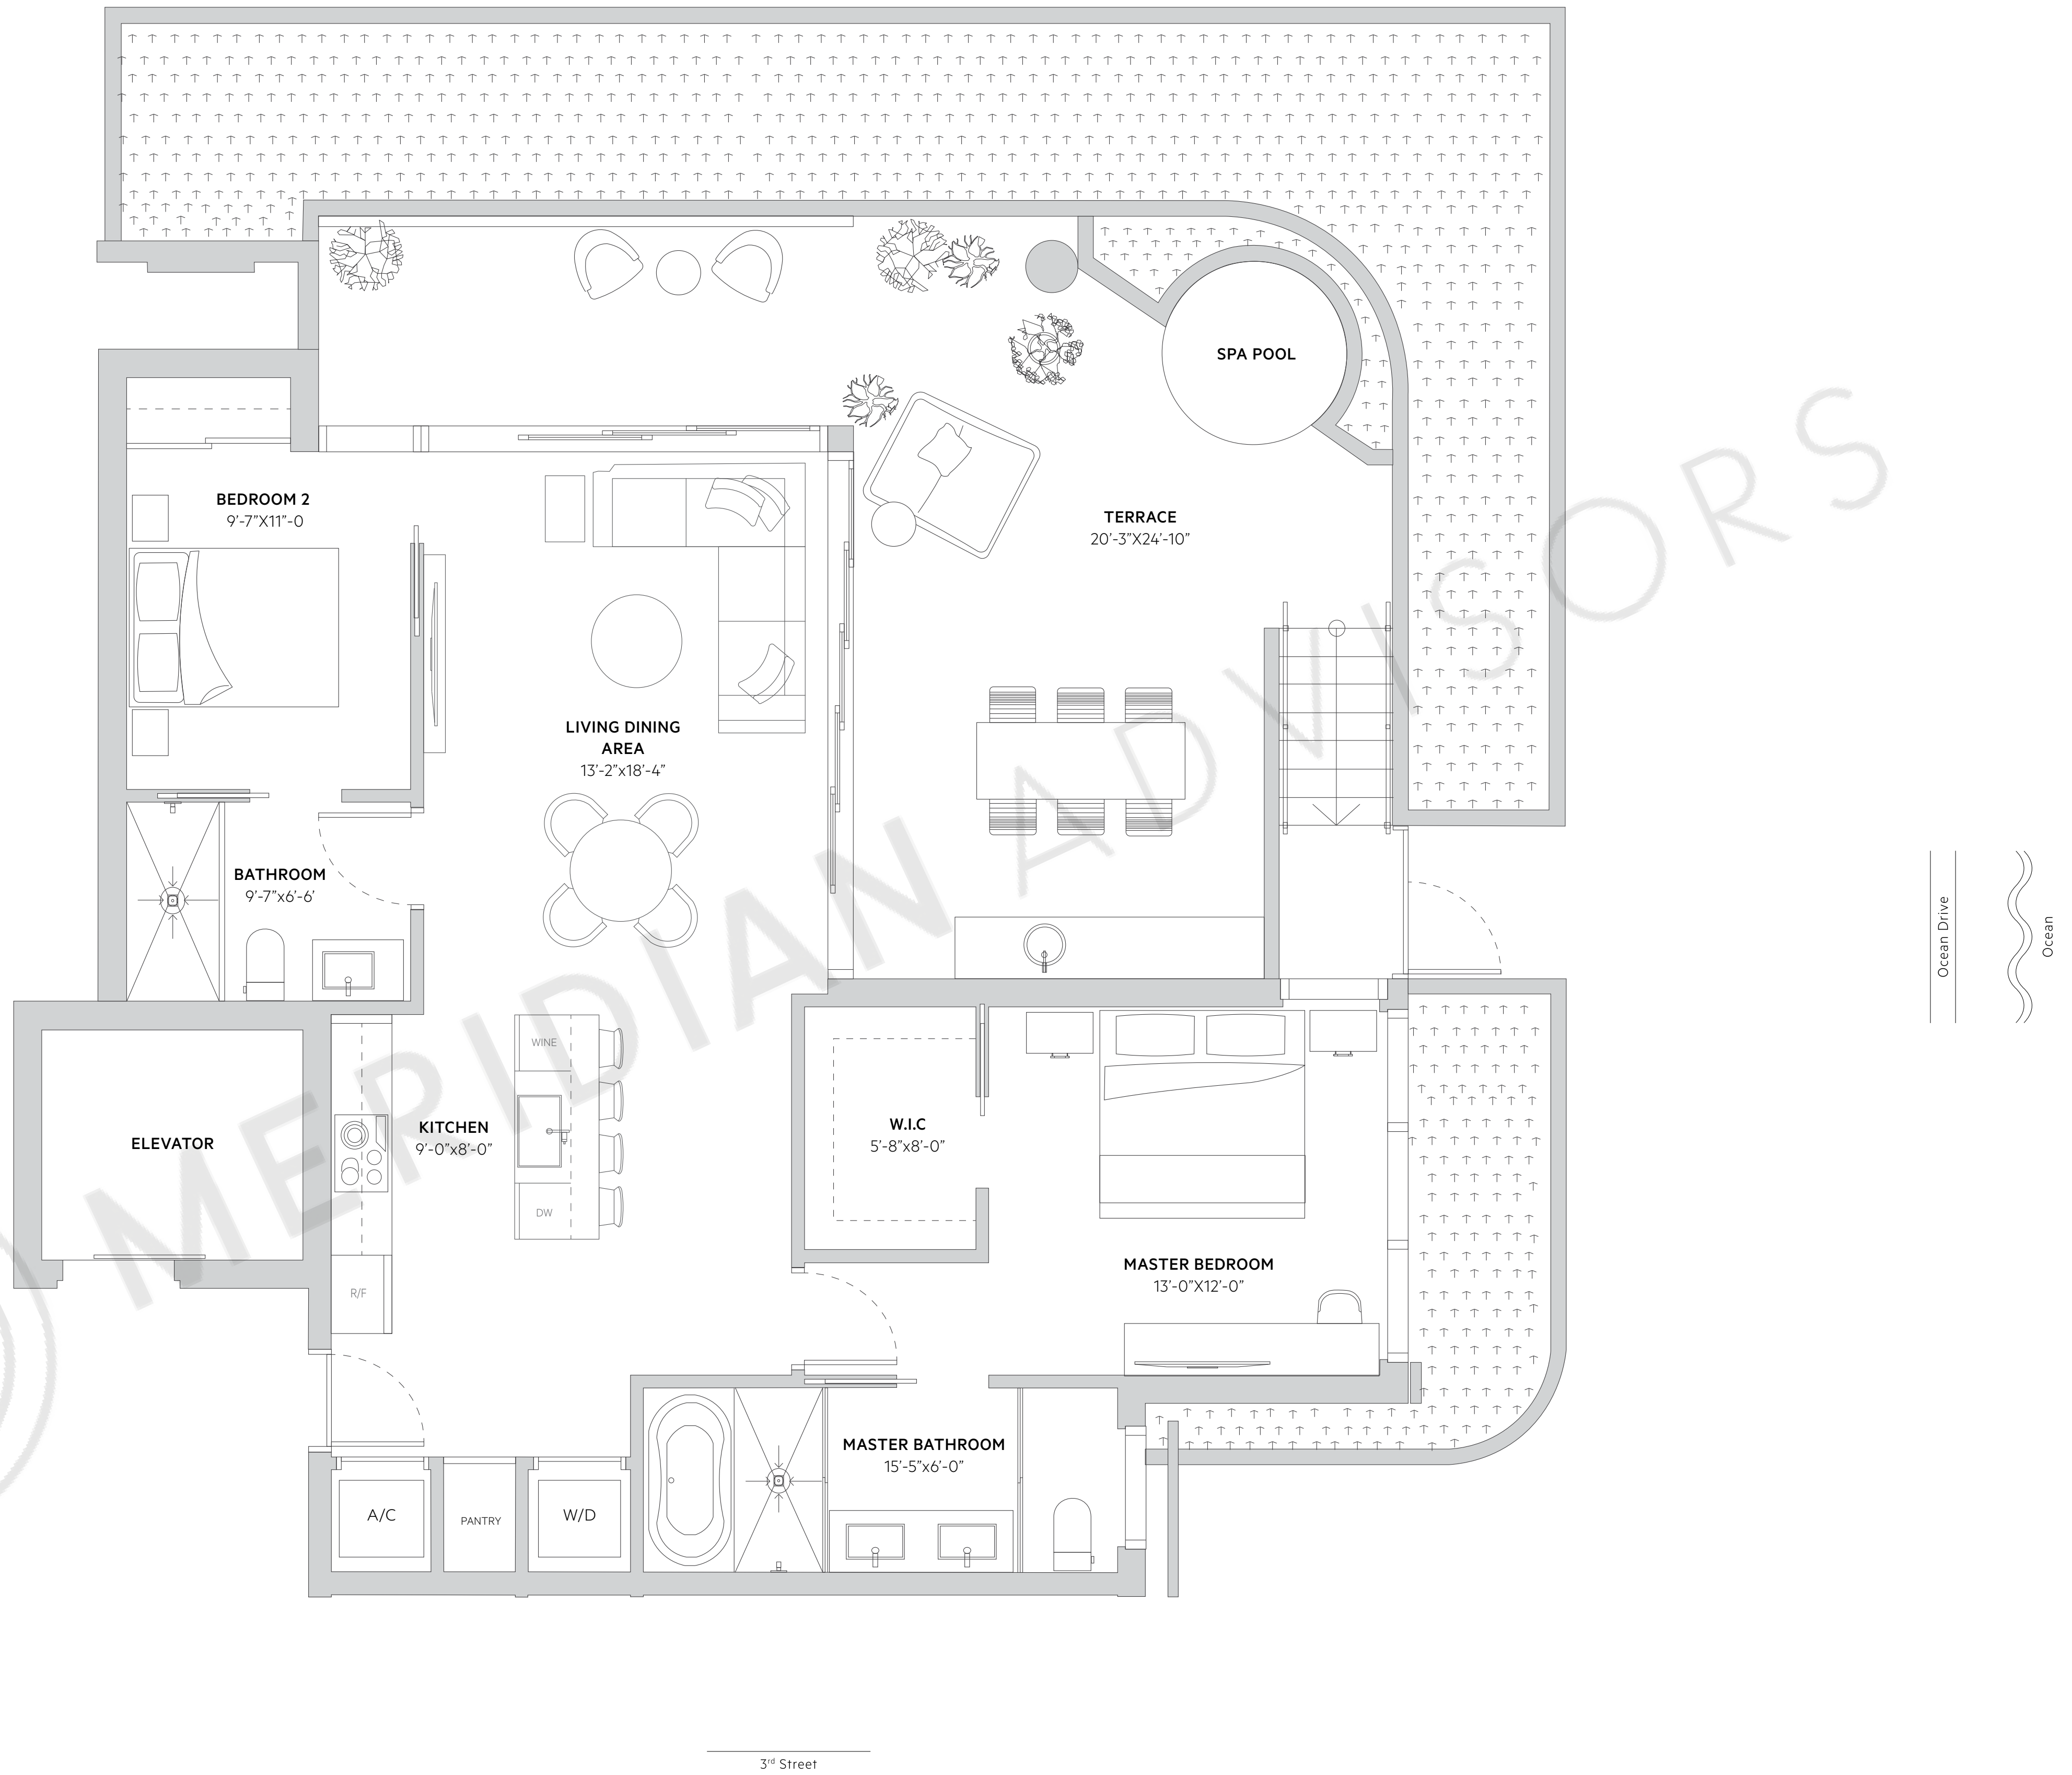 SPA POOL
BEDROOM 2
9'-7"X11"-0
TERRACE
20'-3"X24'-10"
LIVING DINING
AREA
13'-2"x18'-4"
BATHROOM
9'-7"x6'-6'
Ocean Drive
Ocean
WINE
KITCHEN
9'-0"x8'-0"
W.I.C
5'-8"x8'-0"
ELEVATOR
DW
R/F
MASTER BEDROOM
13'-0"X12'-0"
MASTER BATHROOM
15'-5"x6'-0"
A/C
PANTRY
W/D
3rd Street
MERIDIAN ADVISORS